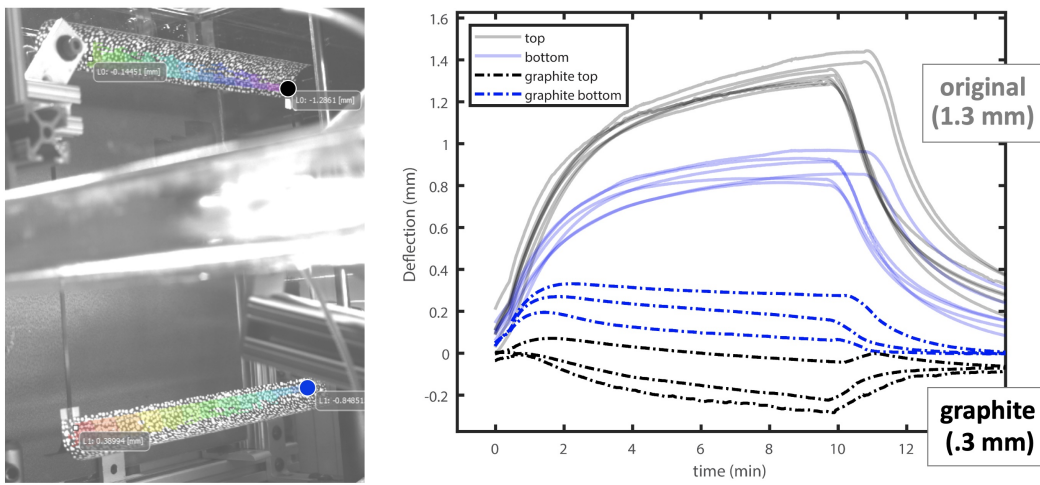 L0: -0.14451 [mm]
L0: -1.2861 [mm]
L1: -0.84851
L1: 0.38994 [mm]
top
bottom
graphite top
graphite bottom
original
(1.3 mm)
graphite
(.3 mm)
Deflection (mm)
1.6
1.4
1.2
1
0.8
0.6
0.4
0.2
0
-0.2
0
2
4
6
8
10
12
time (min)